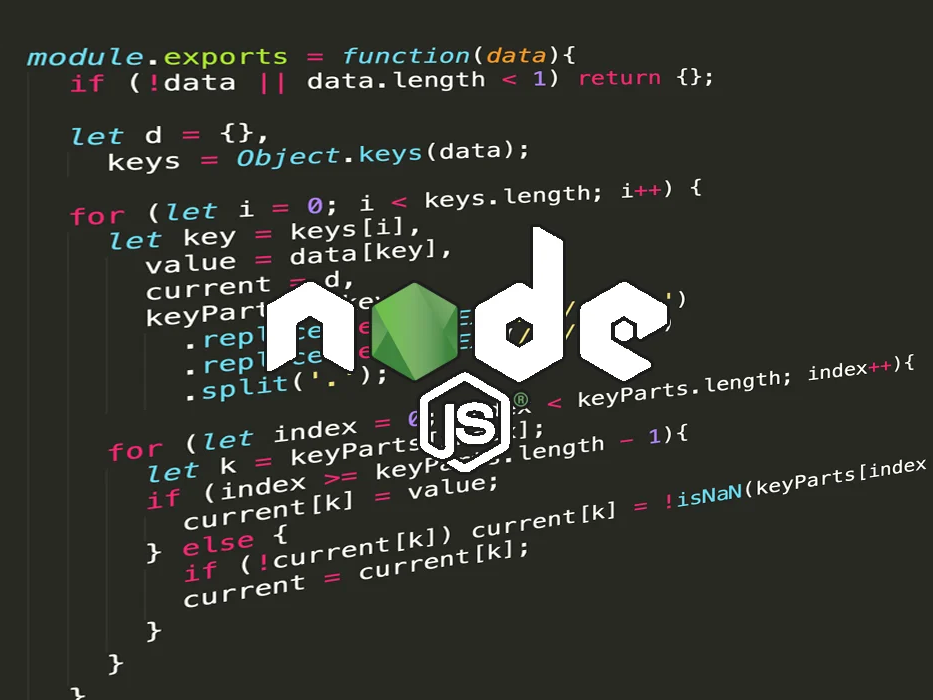 module.exports = function(data){
if (!data || data.length < 1) return {};
let d = {},
keys = Object.keys(data);
for (let i = 0; i < keys.length; i++) {
let key = keys[i],
value = data[key],
current = d,
keyPart
.repl
.repl
.split('.');
node
JS ®
for (let index = 0; < keyParts.length; index++){
let k = keyParts[ ];
if (index >= keyParts.length - 1){
current[k] = value;
} else {
if (!current[k]) current[k] = !isNaN(keyParts[index
current = current[k];
}
}
}